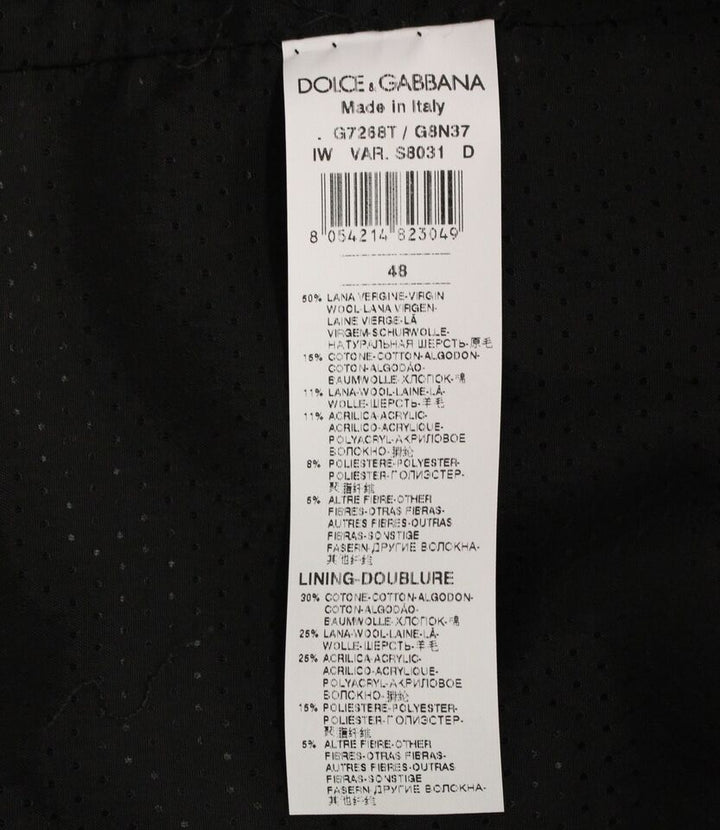 DOLCE & GABBANA
Made in Italy
. G7268T / G8N37
IW VAR. S8031 D
8 054214 823049
48
50% LANA VERGINE-VIRGIN
WOOL-LANA VIRGEN-
LAINE VIERGE-LÃ
VIRGEM-SCHURWOLLE-
НАТУРАЛЬНАЯ ШЕРСТЬ-原毛
15% COTONE-COTTON-ALGODON-
COTON-ALGODÃO-
BAUMWOLLE-ХЛОПОК-棉
11% LANA-WOOL-LAINE-LÃ-
WOLLE-ШЕРСТЬ-羊毛
11% ACRILICA-ACRYLIC-
ACRILICO-ACRYLIQUE-
POLYACRYL-АКРИЛОВОЕ
ВОЛОКНО-腈纶
8% POLIESTERE-POLYESTER-
POLIESTER-ПОЛИЭСТЕР-
聚酯纤维
5% ALTRE FIBRE-OTHER
FIBRES-OTRAS FIBRAS-
AUTRES FIBRES-OUTRAS
FIBRAS-SONSTIGE
FASERN-ДРУГИЕ ВОЛОКНА-
其他纤维
LINING-DOUBLURE
30% COTONE-COTTON-ALGODON-
COTON-ALGODÃO-
BAUMWOLLE-ХЛОПОК-棉
25% LANA-WOOL-LAINE-LÃ-
WOLLE-ШЕРСТЬ-羊毛
25% ACRILICA-ACRYLIC-
ACRILICO-ACRYLIQUE-
POLYACRYL-АКРИЛОВОЕ
ВОЛОКНО-腈纶
15% POLIESTERE-POLYESTER-
POLIESTER-ПОЛИЭСТЕР-
聚酯纤维
5% ALTRE FIBRE-OTHER
FIBRES-OTRAS FIBRAS-
AUTRES FIBRES-OUTRAS
FIBRAS-SONSTIGE
FASERN-ДРУГИЕ ВОЛОКНА-
其他纤维